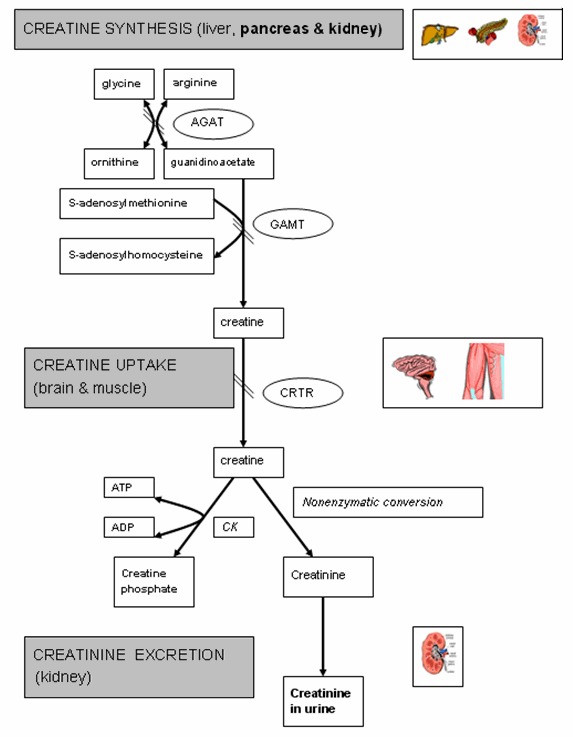 CREATINE SYNTHESIS (liver, pancreas & kidney)
glycine
arginine
AGAT
ornithine
guanidinoacetate
S-adenosylmethionine
GAMT
S-adenosylhomocysteine
creatine
CREATINE UPTAKE
(brain & muscle)
CRTR
creatine
ATP
Nonenzymatic conversion
ADP
CK
Creatine
phosphate
Creatinine
CREATININE EXCRETION
(kidney)
Creatinine
in urine